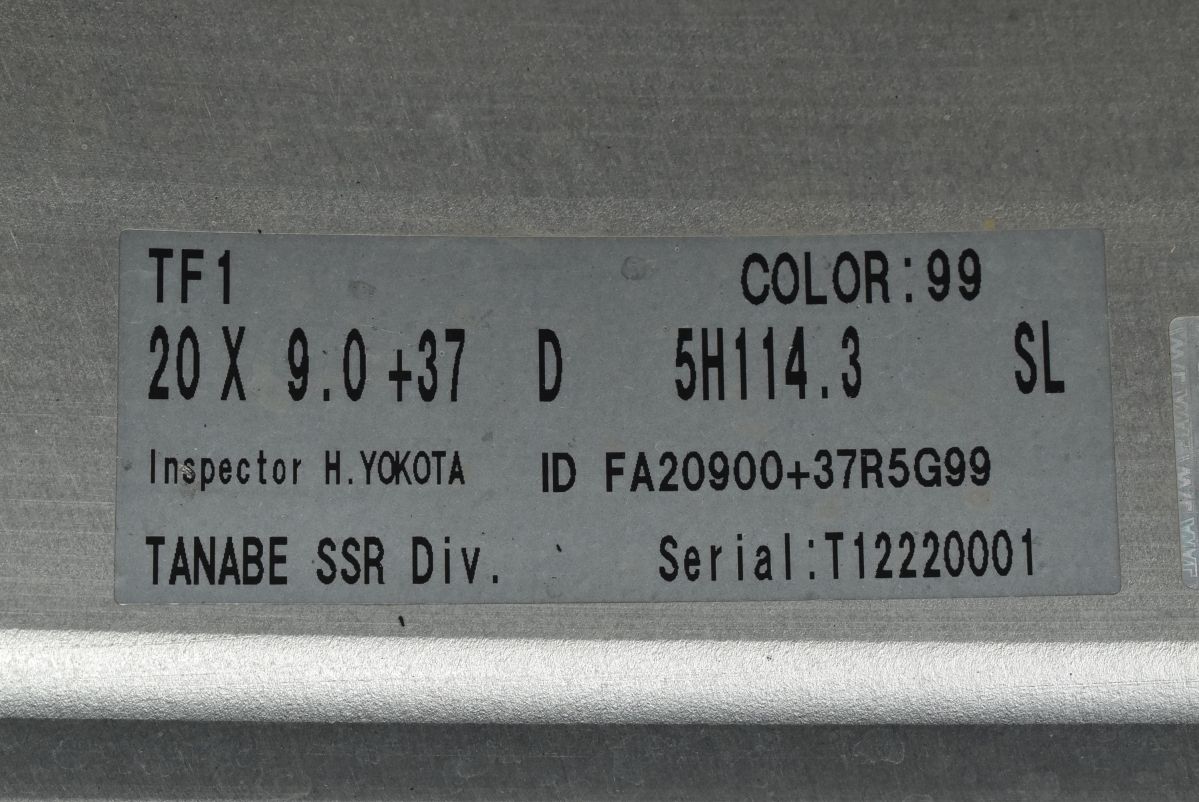 TF1 COLOR:99
20 X 9.0 +37 D 5H114.3 SL
Inspector H.YOKOTA ID FA20900+37R5G99
TANABE SSR Div. Serial:T12220001